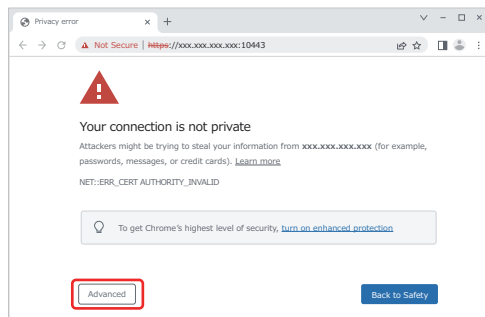 Privacy error
Not Secure | https://xxx.xxx.xxx.xxx:10443
Your connection is not private
Attackers might be trying to steal your information from xxx.xxx.xxx.xxx (for example,
passwords, messages, or credit cards). Learn more
NET::ERR_CERT AUTHORITY_INVALID
To get Chrome's highest level of security, turn on enhanced protection
Advanced
Back to Safety